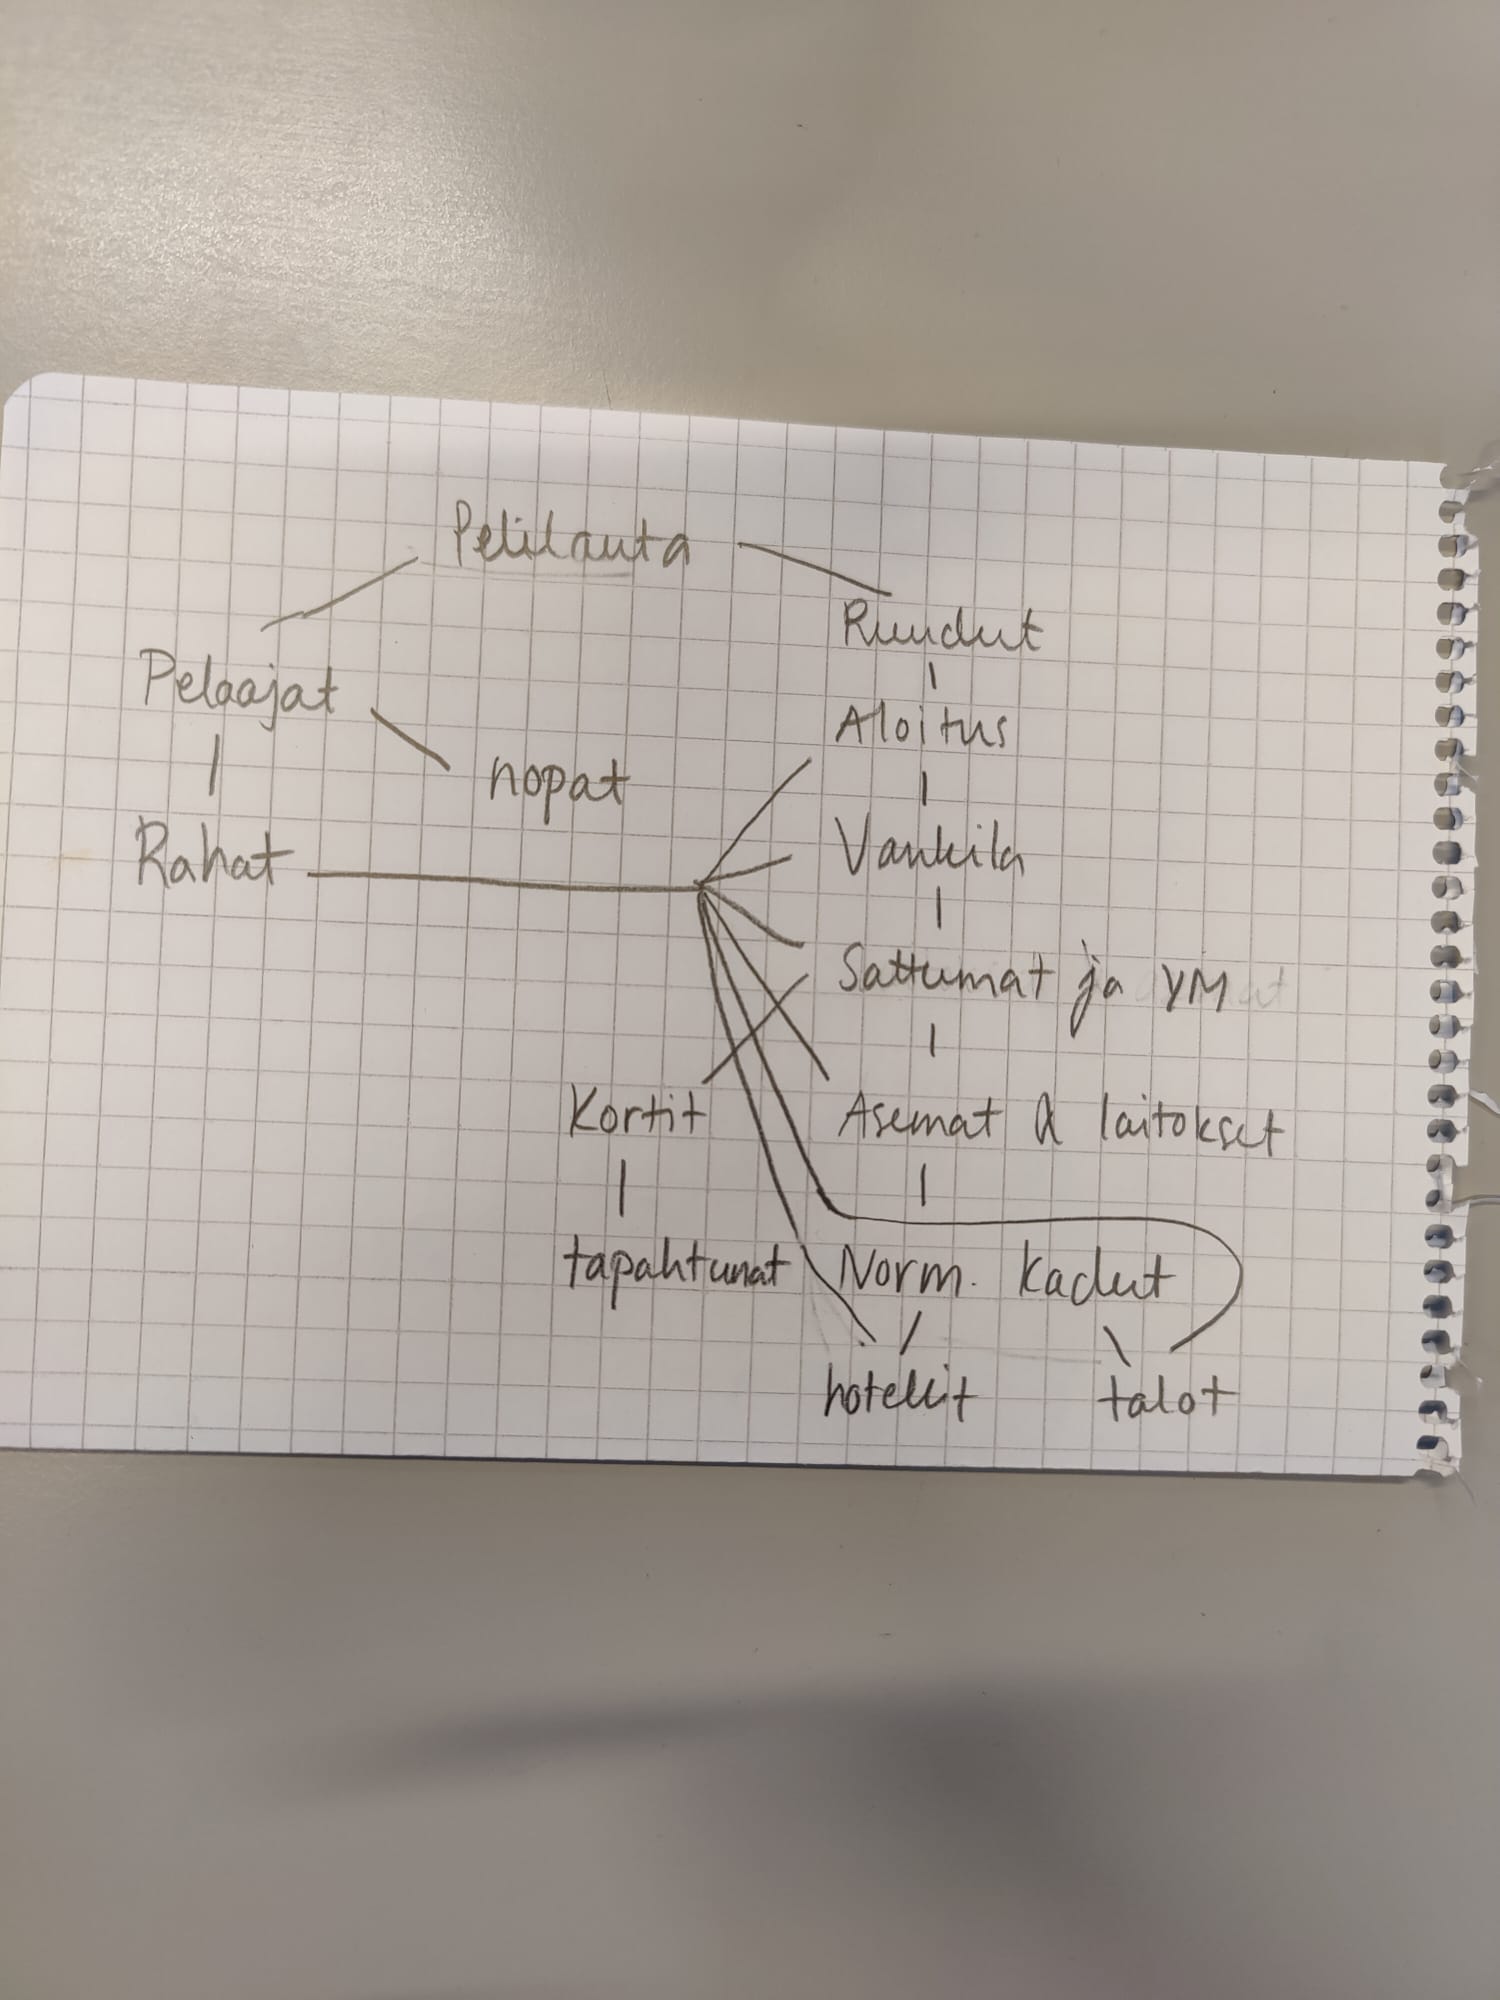 Pelilauta
Ruudut
Pelaajat
Aloitus
nopat
Rahat
Vankila
Sattumat ja YM
Kortit
Asemat & laitokset
tapahtumat
Norm. kadut
hotellit
talot